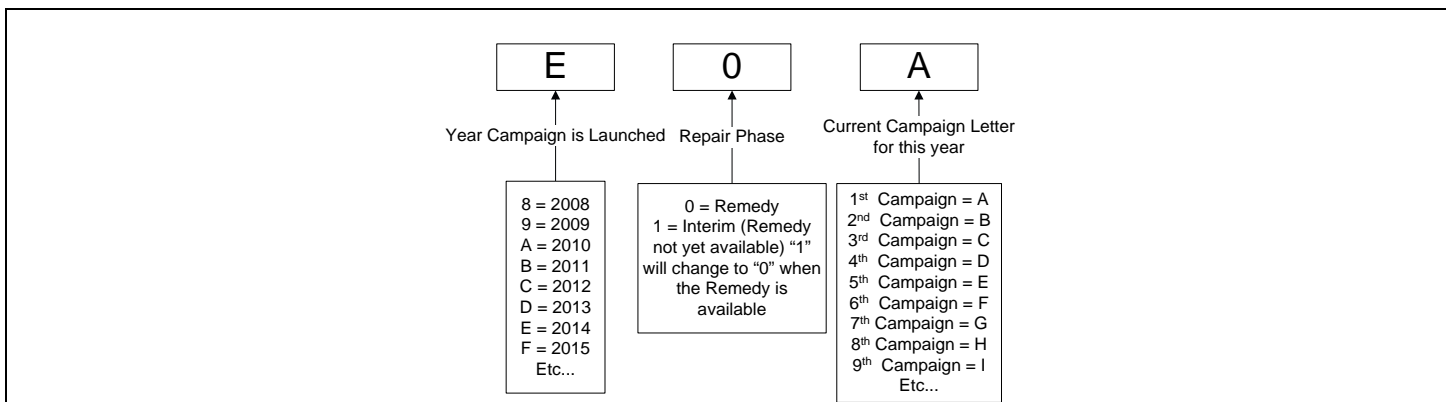 E
0
A
Year Campaign is Launched
Repair Phase
Current Campaign Letter
for this year
8 = 2008
9 = 2009
A = 2010
B = 2011
C = 2012
D = 2013
E = 2014
F = 2015
Etc...
0 = Remedy
1 = Interim (Remedy
not yet available) “1”
will change to “0” when
the Remedy is
available
1st Campaign = A
2nd Campaign = B
3rd Campaign = C
4th Campaign = D
5th Campaign = E
6th Campaign = F
7th Campaign = G
8th Campaign = H
9th Campaign = I
Etc...